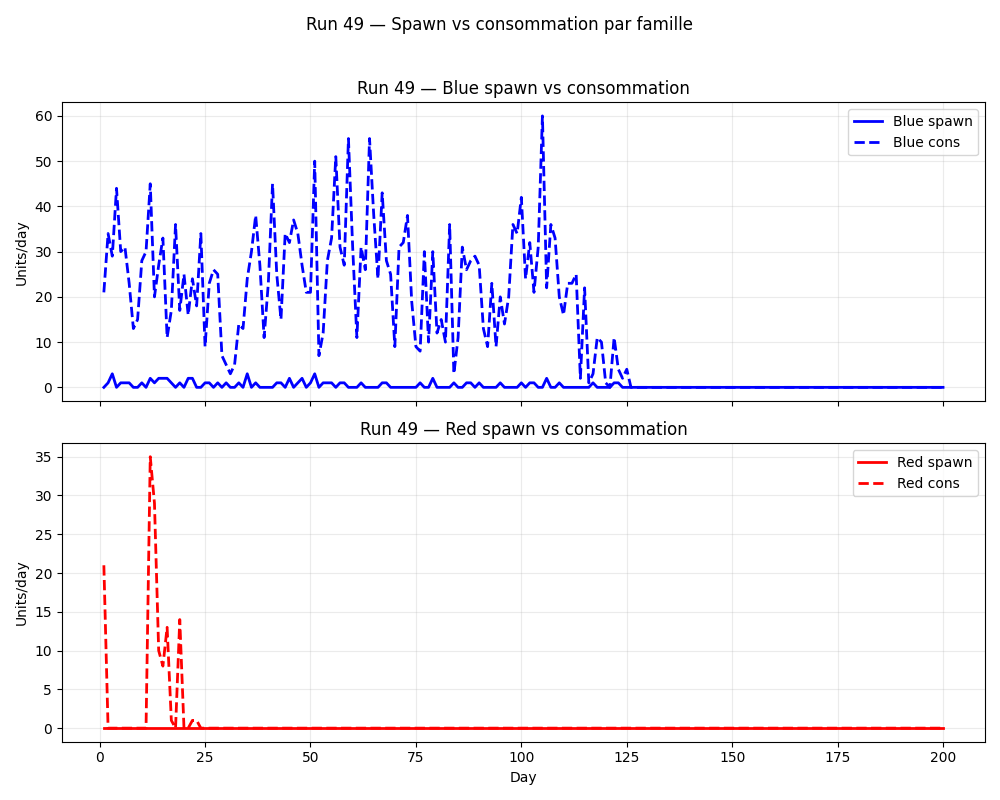 Run 49 — Spawn vs consommation par famille
Run 49 — Blue spawn vs consommation
60
50
40
30
20
10
0
Units/day
Blue spawn
Blue cons
Run 49 — Red spawn vs consommation
35
30
25
20
15
10
5
0
Units/day
Red spawn
Red cons
0 25 50 75 100 125 150 175 200
Day